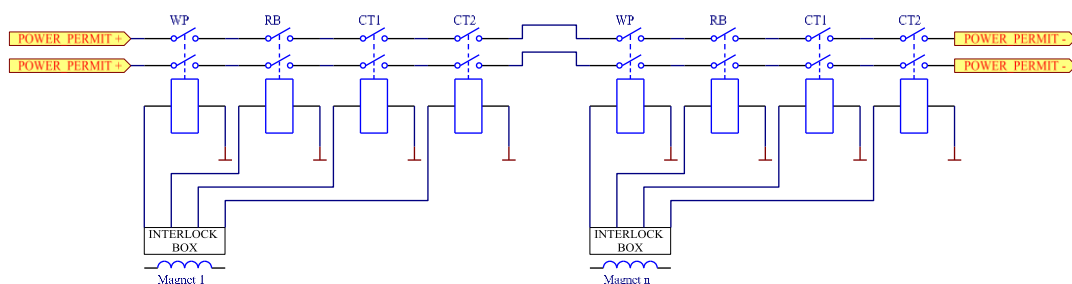 WP RB CT1 CT2 WP RB CT1 CT2
POWER PERMIT + POWER PERMIT -
POWER PERMIT + POWER PERMIT -
INTERLOCK BOX INTERLOCK BOX
Magnet 1 Magnet n